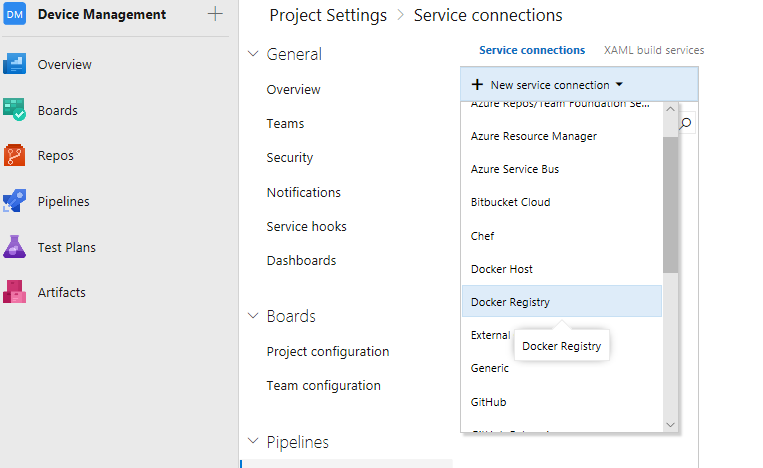 DM Device Management
Overview
Boards
Repos
Pipelines
Test Plans
Artifacts
Project Settings > Service connections
General
Overview
Teams
Security
Notifications
Service hooks
Dashboards
Boards
Project configuration
Team configuration
Pipelines
Service connections XAML build services
+ New service connection
Azure Repos/Team Foundation Se...
Azure Resource Manager
Azure Service Bus
Bitbucket Cloud
Chef
Docker Host
Docker Registry
External
Docker Registry
Generic
GitHub